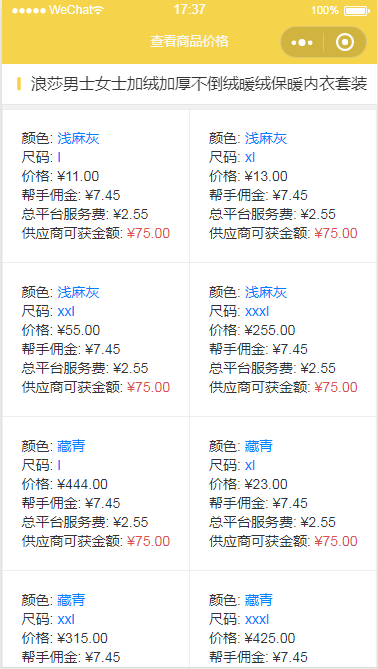 WeChat 17:37 100%
查看商品价格
浪莎男士女士加绒加厚不倒绒暖绒保暖内衣套装
颜色: 浅麻灰
尺码: l
价格: ¥11.00
帮手佣金: ¥7.45
总平台服务费: ¥2.55
供应商可获金额: ¥75.00
颜色: 浅麻灰
尺码: xl
价格: ¥13.00
帮手佣金: ¥7.45
总平台服务费: ¥2.55
供应商可获金额: ¥75.00
颜色: 浅麻灰
尺码: xxl
价格: ¥55.00
帮手佣金: ¥7.45
总平台服务费: ¥2.55
供应商可获金额: ¥75.00
颜色: 浅麻灰
尺码: xxxl
价格: ¥255.00
帮手佣金: ¥7.45
总平台服务费: ¥2.55
供应商可获金额: ¥75.00
颜色: 藏青
尺码: l
价格: ¥444.00
帮手佣金: ¥7.45
总平台服务费: ¥2.55
供应商可获金额: ¥75.00
颜色: 藏青
尺码: xl
价格: ¥23.00
帮手佣金: ¥7.45
总平台服务费: ¥2.55
供应商可获金额: ¥75.00
颜色: 藏青
尺码: xxl
价格: ¥315.00
帮手佣金: ¥7.45
颜色: 藏青
尺码: xxxl
价格: ¥425.00
帮手佣金: ¥7.45